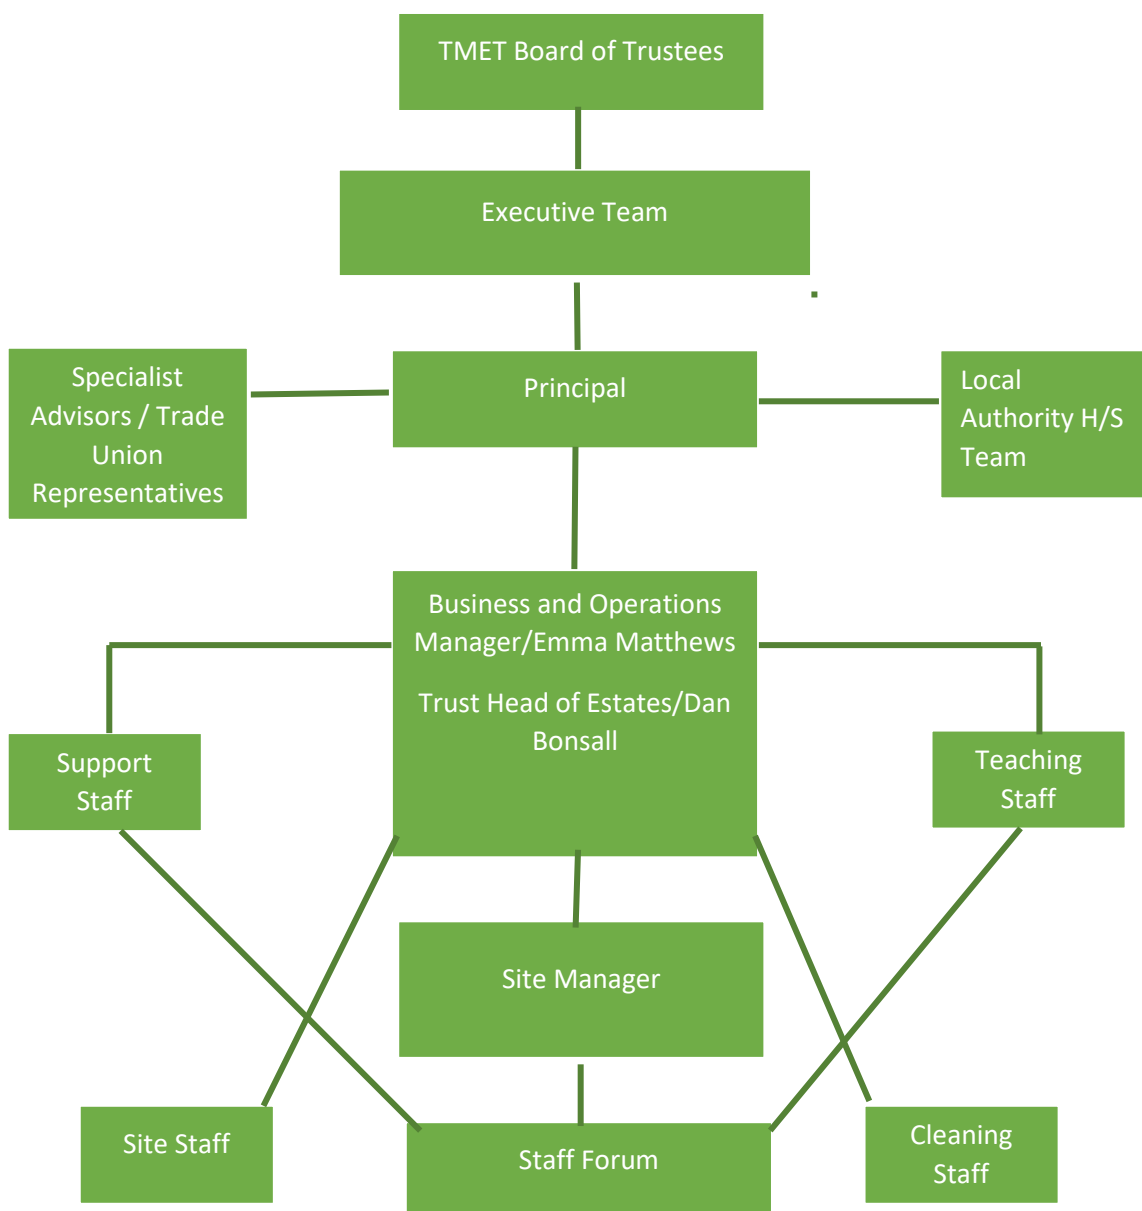 TMET Board of Trustees
Executive Team
Specialist
Advisors / Trade
Union
Representatives
Principal
Local
Authority H/S
Team
Business and Operations
Manager/Emma Matthews
Trust Head of Estates/Dan
Bonsall
Support
Staff
Teaching
Staff
Site Manager
Site Staff
Staff Forum
Cleaning
Staff